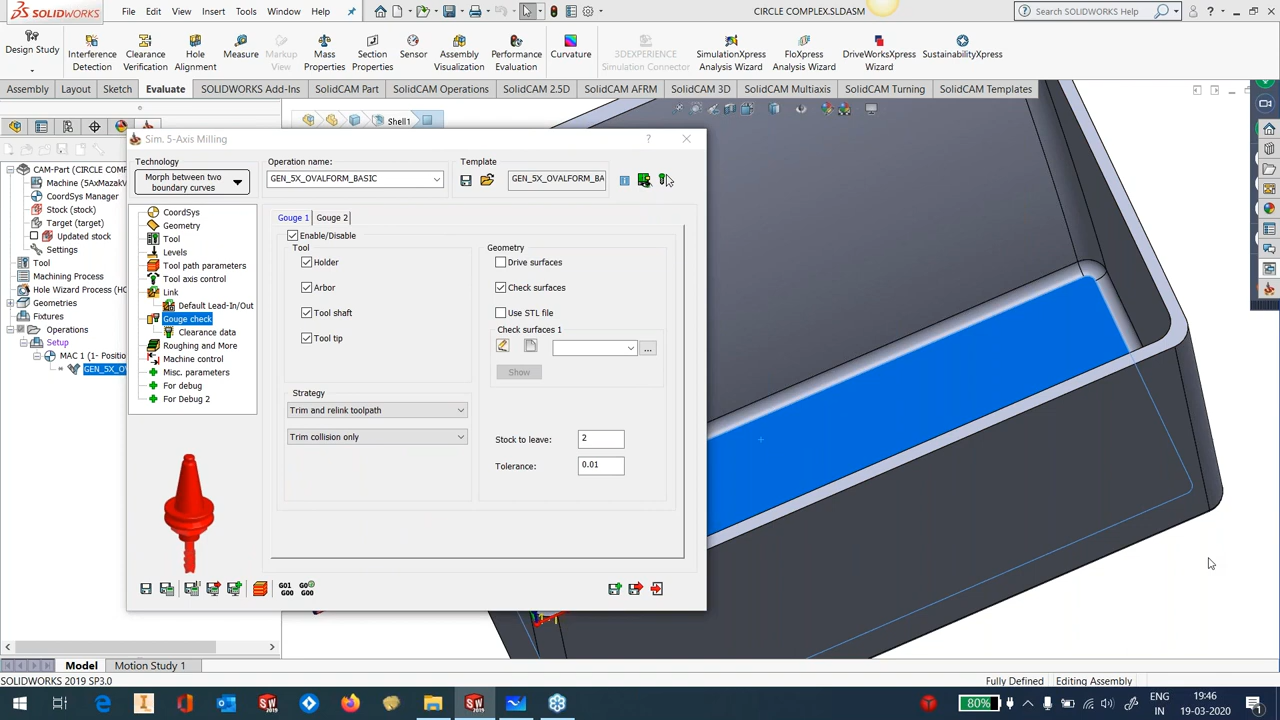 SOLIDWORKS
File
Edit
View
Insert
Tools
Window
Help
CIRCLE COMPLEX.SLDASM
Search SOLIDWORKS Help
Design Study
Interference Detection
Clearance Verification
Hole Alignment
Measure
Markup View
Mass Properties
Section Properties
Sensor
Assembly Visualization
Performance Evaluation
Curvature
3DEXPERIENCE Simulation Connector
SimulationXpress Analysis Wizard
FloXpress Analysis Wizard
DriveWorksXpress Wizard
SustainabilityXpress
Assembly
Layout
Sketch
Evaluate
SOLIDWORKS Add-Ins
SolidCAM Part
SolidCAM Operations
SolidCAM 2.5D
SolidCAM AFRM
SolidCAM 3D
SolidCAM Multiaxis
SolidCAM Turning
SolidCAM Templates
Shell1
CAM-Part (CIRCLE COMP
Machine (5AxMazakV
CoordSys Manager
Stock (stock)
Target (target)
Updated stock
Settings
Tool
Machining Process
Hole Wizard Process (HO
Geometries
Fixtures
Operations
Setup
MAC 1 (1- Positio
GEN_5X_OV
Sim. 5-Axis Milling
?
Technology
Morph between two boundary curves
Operation name:
GEN_5X_OVALFORM_BASIC
Template
GEN_5X_OVALFORM_BA
CoordSys
Geometry
Tool
Levels
Tool path parameters
Tool axis control
Link
Default Lead-In/Out
Gouge check
Clearance data
Roughing and More
Machine control
Misc. parameters
For debug
For Debug 2
Gouge 1
Gouge 2
Enable/Disable
Tool
Holder
Arbor
Tool shaft
Tool tip
Geometry
Drive surfaces
Check surfaces
Use STL file
Check surfaces 1
...
Show
Strategy
Trim and relink toolpath
Trim collision only
Stock to leave:
2
Tolerance:
0.01
G01
G00
G00
Model
Motion Study 1
SOLIDWORKS 2019 SP3.0
Fully Defined
Editing Assembly
80%
ENG
IN
19:46
19-03-2020